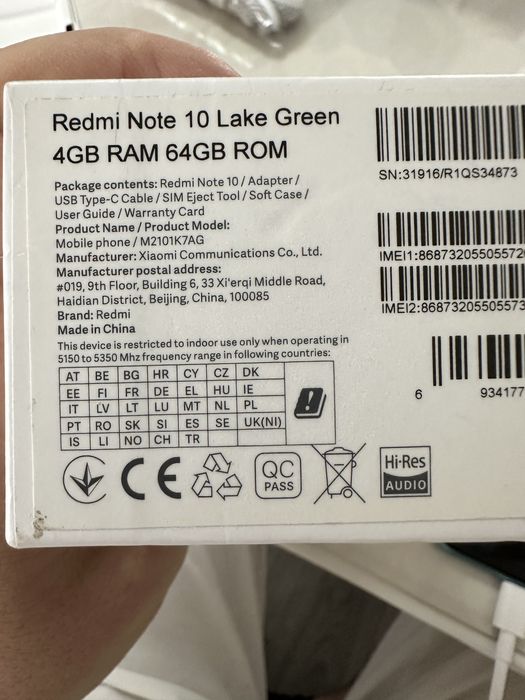 Redmi Note 10 Lake Green
4GB RAM 64GB ROM
Package contents: Redmi Note 10 / Adapter /
USB Type-C Cable / SIM Eject Tool / Soft Case /
User Guide / Warranty Card
Product Name / Product Model:
Mobile phone / M2101K7AG
Manufacturer: Xiaomi Communications Co., Ltd.
Manufacturer postal address:
#019, 9th Floor, Building 6, 33 Xi'erqi Middle Road,
Haidian District, Beijing, China, 100085
Brand: Redmi
Made in China
This device is restricted to indoor use only when operating in
5150 to 5350 Mhz frequency range in following countries:
AT BE BG HR CY CZ DK
EE FI FR DE EL HU IE
IT LV LT LU MT NL PL
PT RO SK SI ES SE UK(NI)
IS LI NO CH TR
CE
QC
PASS
Hi-Res
AUDIO
SN:31916/R1QS34873
IMEI1:868732055055726
IMEI2:86873205505573
6 934177